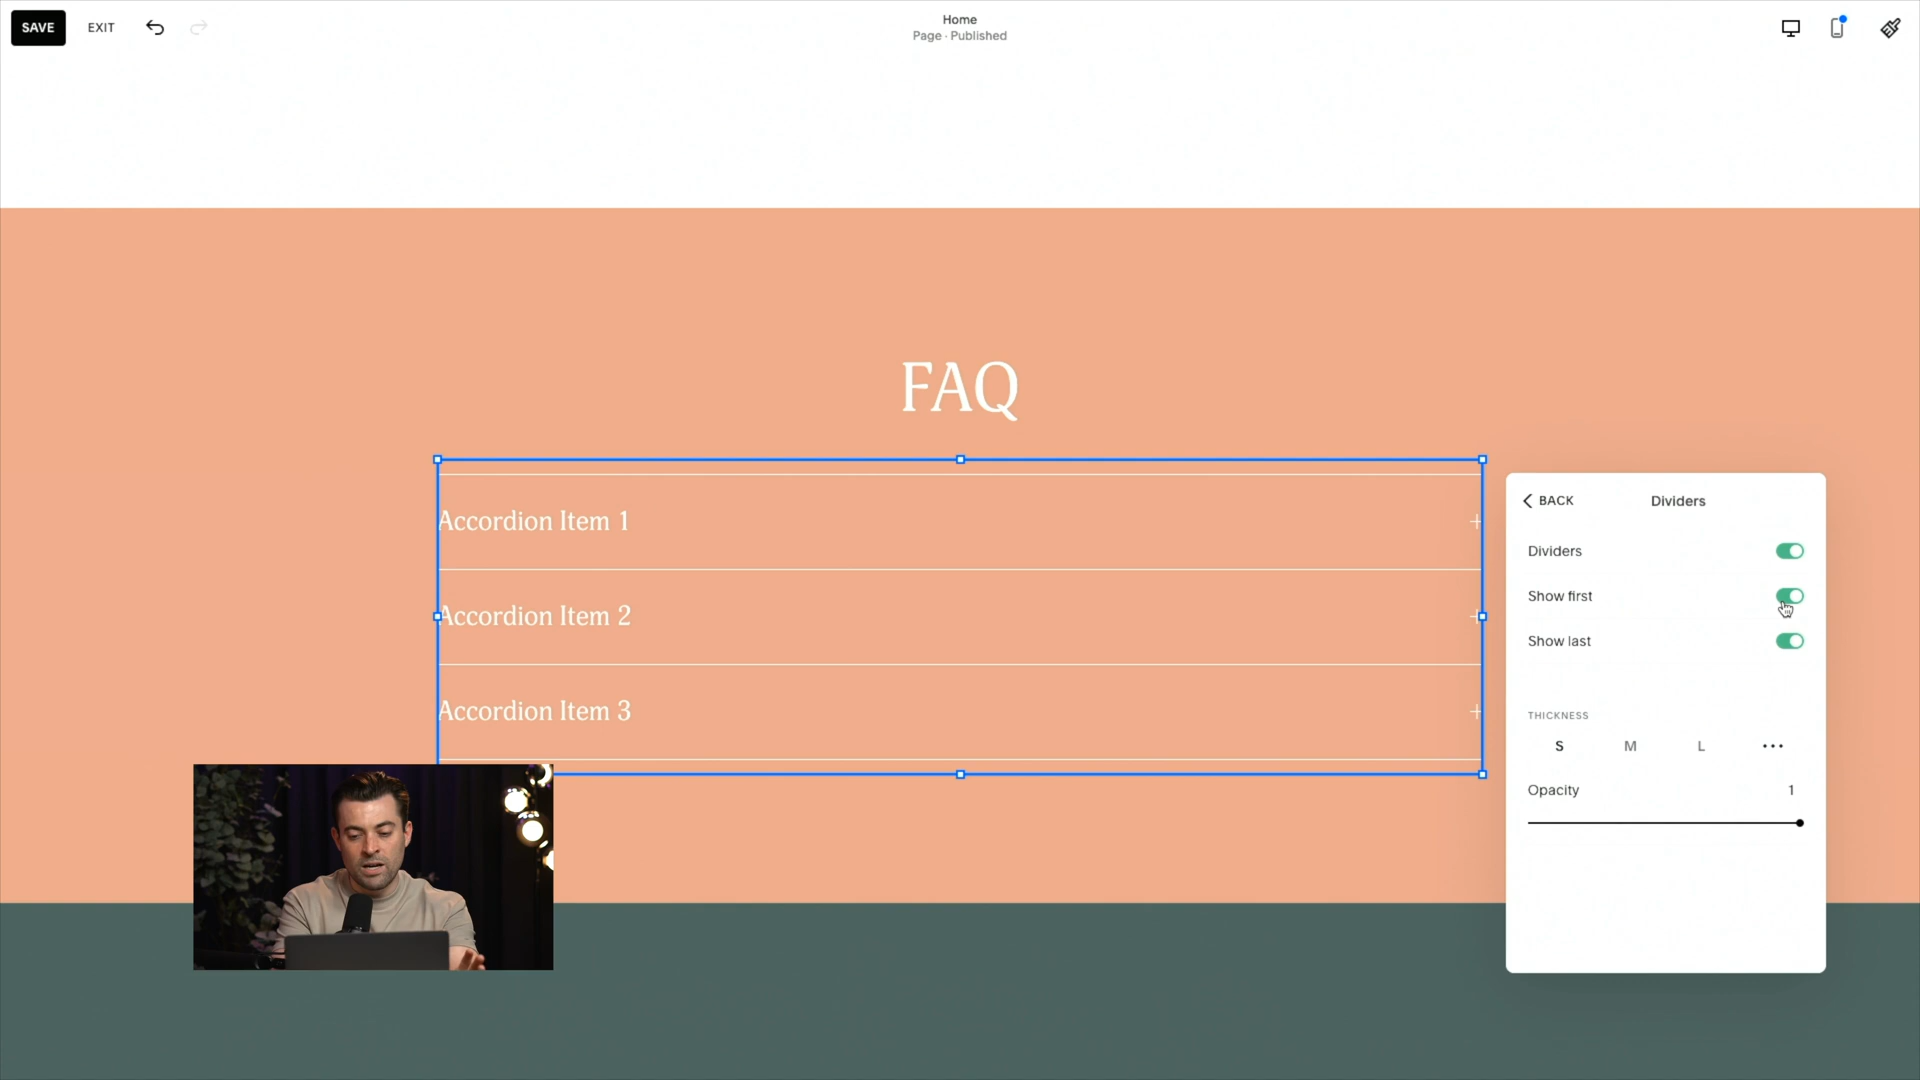 SAVE
EXIT
Home
Page · Published
FAQ
Accordion Item 1
Accordion Item 2
Accordion Item 3
BACK
Dividers
Dividers
Show first
Show last
THICKNESS
S M L
Opacity 1